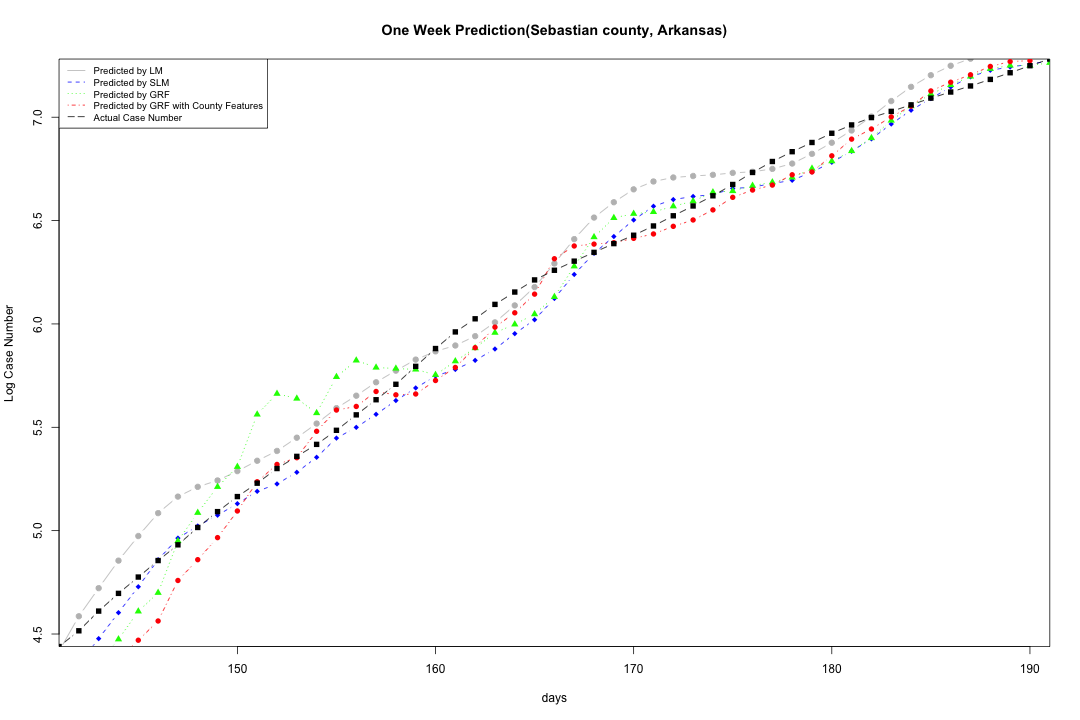 One Week Prediction(Sebastian county, Arkansas)
Predicted by LM
Predicted by SLM
Predicted by GRF
Predicted by GRF with County Features
Actual Case Number
7.0
6.5
6.0
5.5
5.0
4.5
Log Case Number
150 160 170 180 190
days